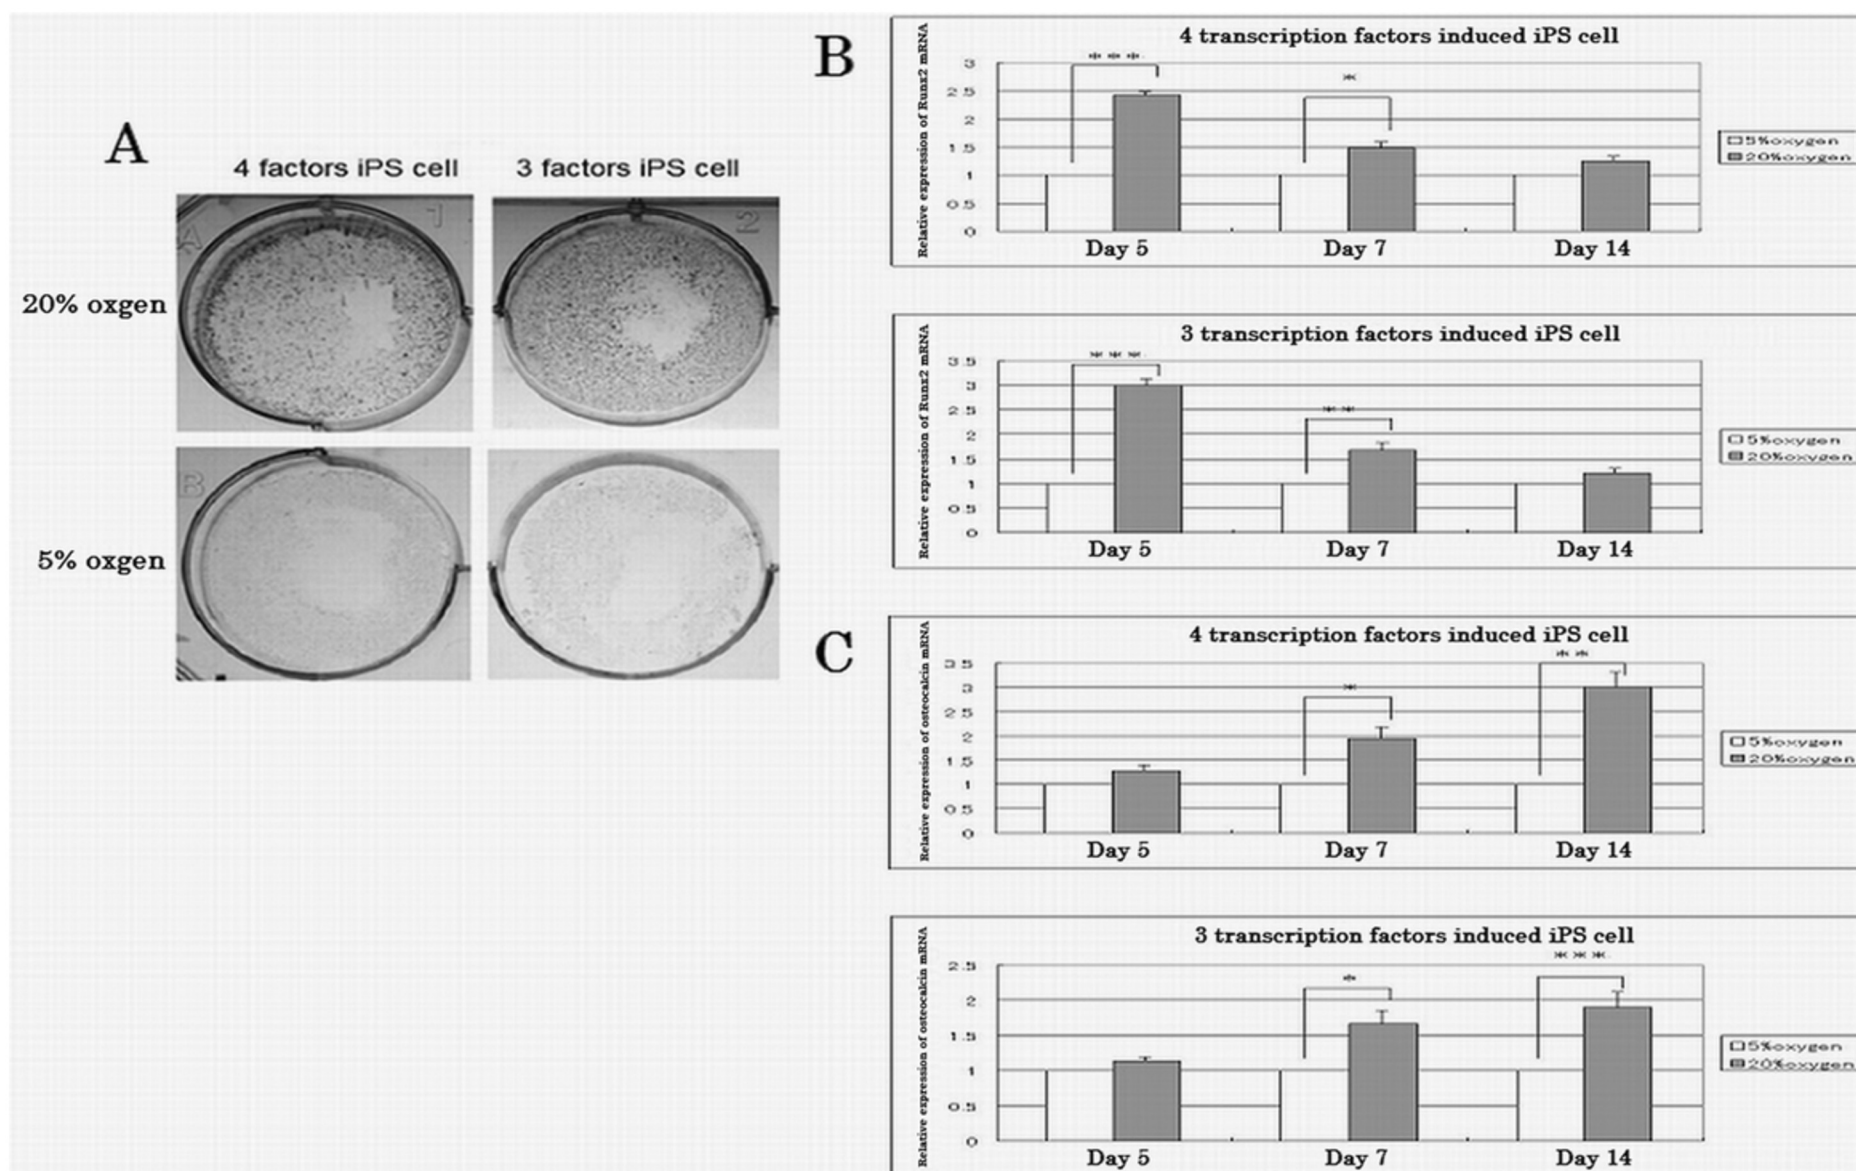 A
4 factors iPS cell
3 factors iPS cell
20% oxgen
5% oxgen
A
1
2
B
B
4 transcription factors induced iPS cell
Relative expression of Runx2 mRNA
***
*
3
2.5
2
1.5
1
0.5
0
Day 5
Day 7
Day 14
5%oxygen
20%oxygen
3 transcription factors induced iPS cell
Relative expression of Runx2 mRNA
***
**
3.5
3
2.5
2
1.5
1
0.5
0
Day 5
Day 7
Day 14
5%oxygen
20%oxygen
C
4 transcription factors induced iPS cell
Relative expression of osteocalcin mRNA
*
**
3.5
3
2.5
2
1.5
1
0.5
0
Day 5
Day 7
Day 14
5%oxygen
20%oxygen
3 transcription factors induced iPS cell
Relative expression of osteocalcin mRNA
*
***
2.5
2
1.5
1
0.5
0
Day 5
Day 7
Day 14
5%oxygen
20%oxygen